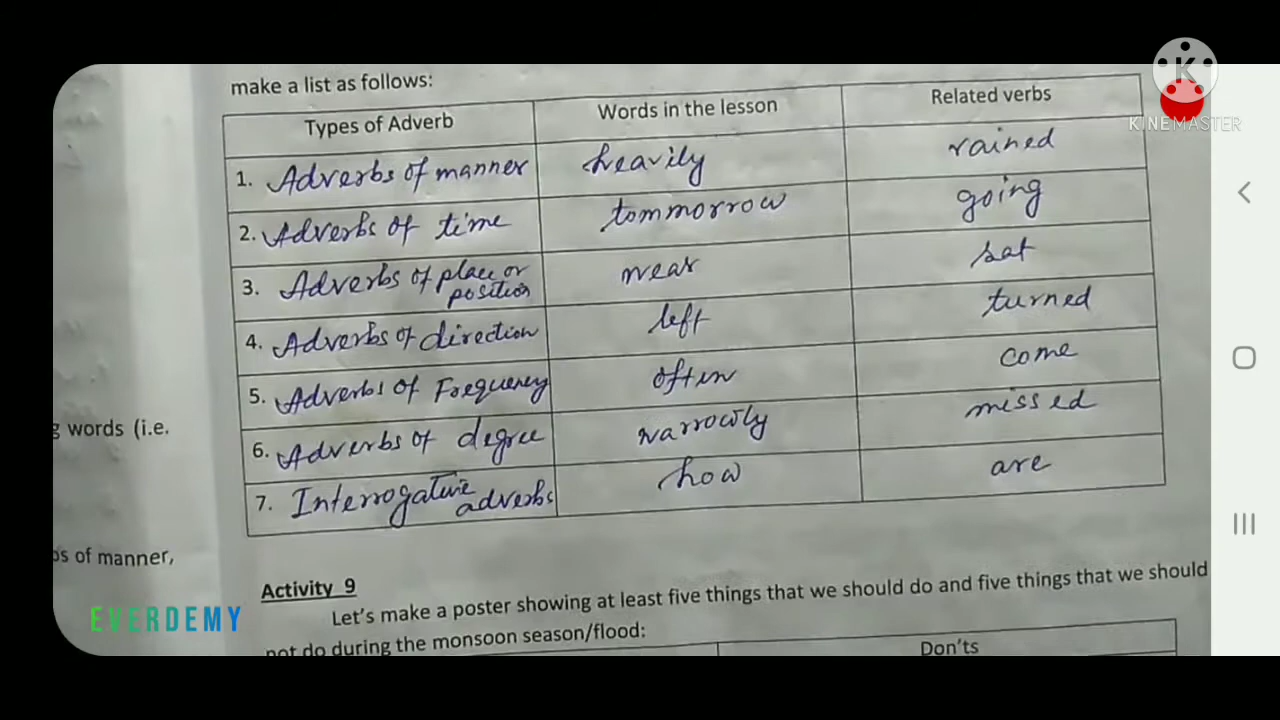 make a list as follows:
Types of Adverb Words in the lesson Related verbs
1. Adverbs of manner heavily rained
2. Adverbs of time tommorrow going
3. Adverbs of place or position near sat
4. Adverbs of direction left turned
5. Adverbs of Frequency often come
6. Adverbs of degree narrowly missed
7. Interrogative adverbs how are
g words (i.e.
bs of manner,
Activity 9
Let's make a poster showing at least five things that we should do and five things that we should
not do during the monsoon season/flood:
Don'ts
EVERDEMY
K
KINEMASTER